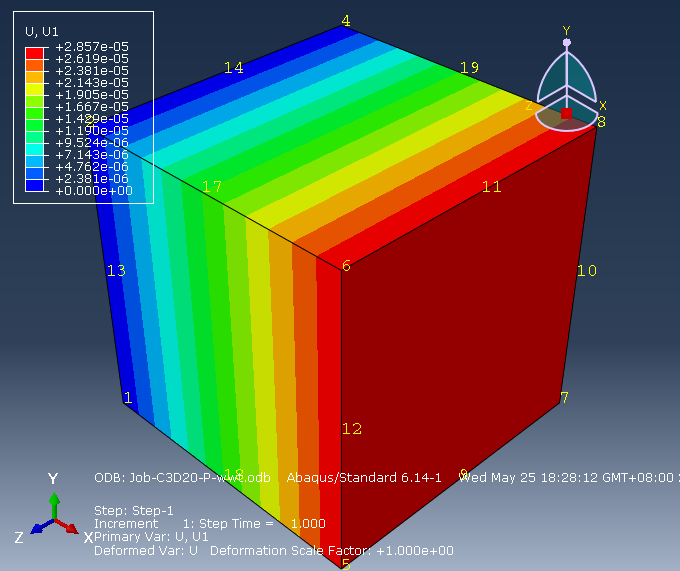 U, U1
+2.857e-05
+2.619e-05
+2.381e-05
+2.143e-05
+1.905e-05
+1.667e-05
+1.429e-05
+1.190e-05
+9.524e-06
+7.143e-06
+4.762e-06
+2.381e-06
+0.000e+00
4
14
19
Y
Z
X
8
17
11
6
13
10
1
7
12
18
9
ODB: Job-C3D20-P-ww.odb Abaqus/Standard 6.14-1 Wed May 25 18:28:12 GMT+08:00
Step: Step-1
Increment 1: Step Time = 1.000
Primary Var: U, U1
Deformed Var: U Deformation Scale Factor: +1.000e+00
Y
Z
X
5